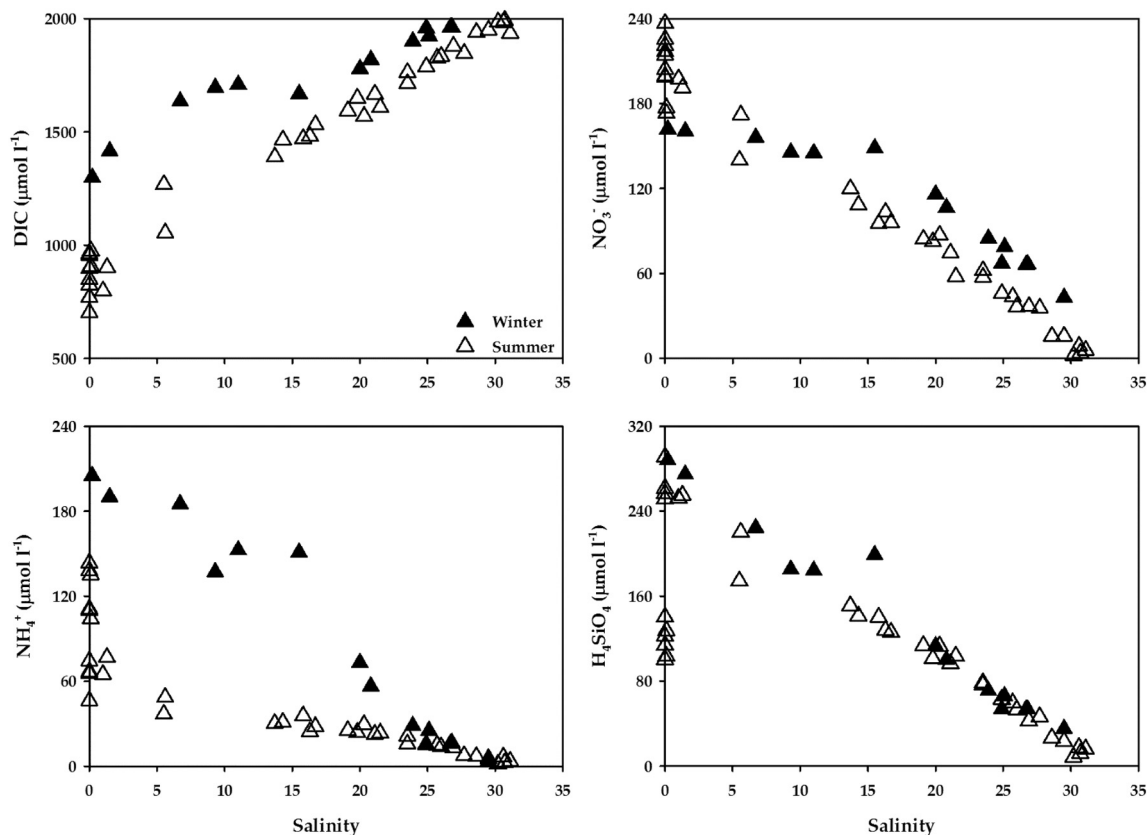 2000
1500
1000
500
DIC (µmol l⁻¹)
0 5 10 15 20 25 30 35
Winter
Summer
240
180
120
60
0
NO₃⁻ (µmol l⁻¹)
0 5 10 15 20 25 30 35
240
180
120
60
0
NH₄⁺ (µmol l⁻¹)
0 5 10 15 20 25 30 35
Salinity
320
240
160
80
0
H₄SiO₄ (µmol l⁻¹)
0 5 10 15 20 25 30 35
Salinity